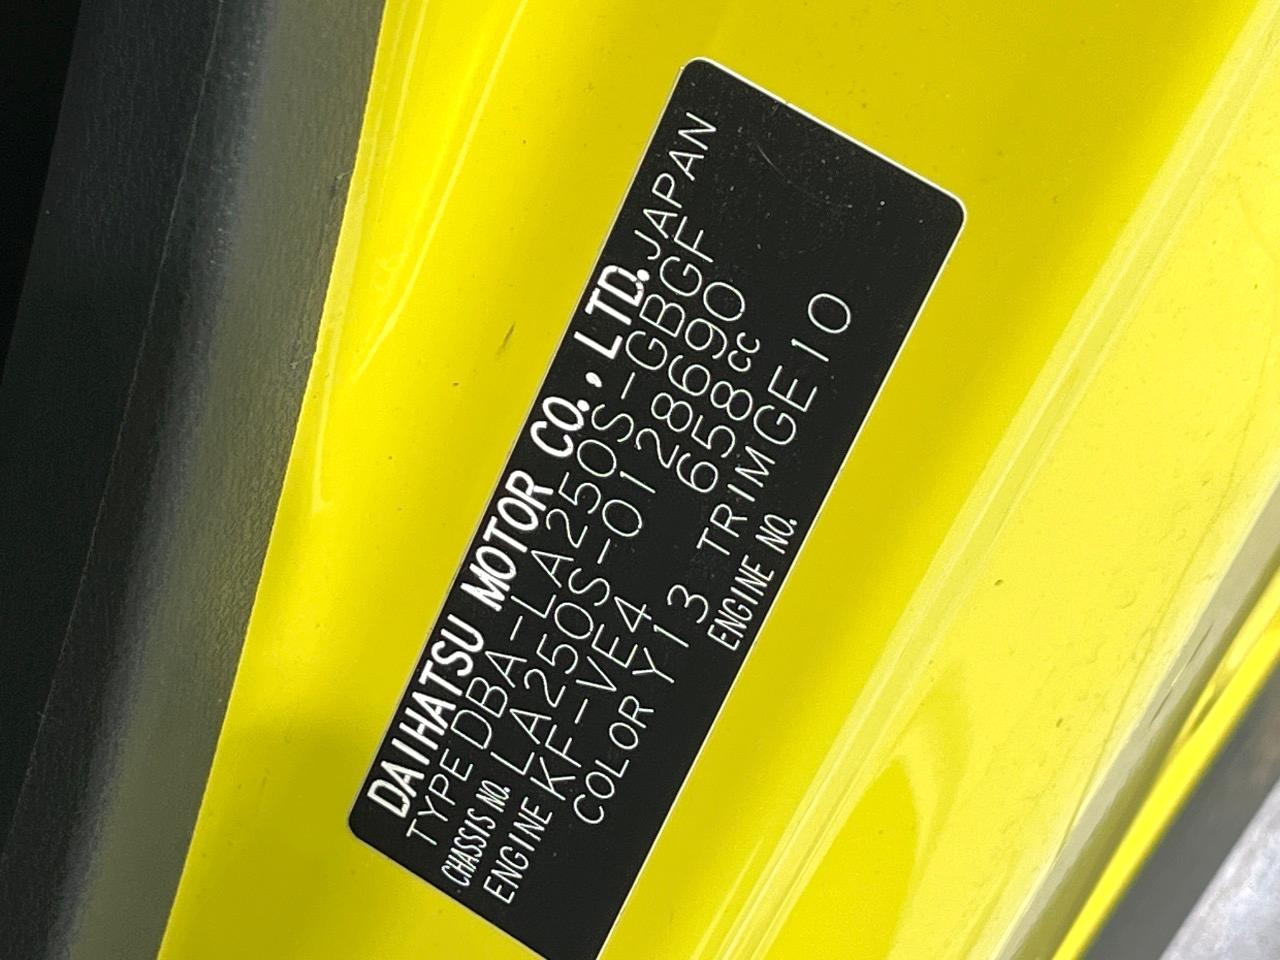 DAIHATSU MOTOR CO., LTD. JAPAN
TYPE DBA-LA250S-GBGF
CHASSIS NO. LA250S-0128690
ENGINE KF-VE4 658cc
COLOR Y13 TRIM GE10
ENGINE NO.